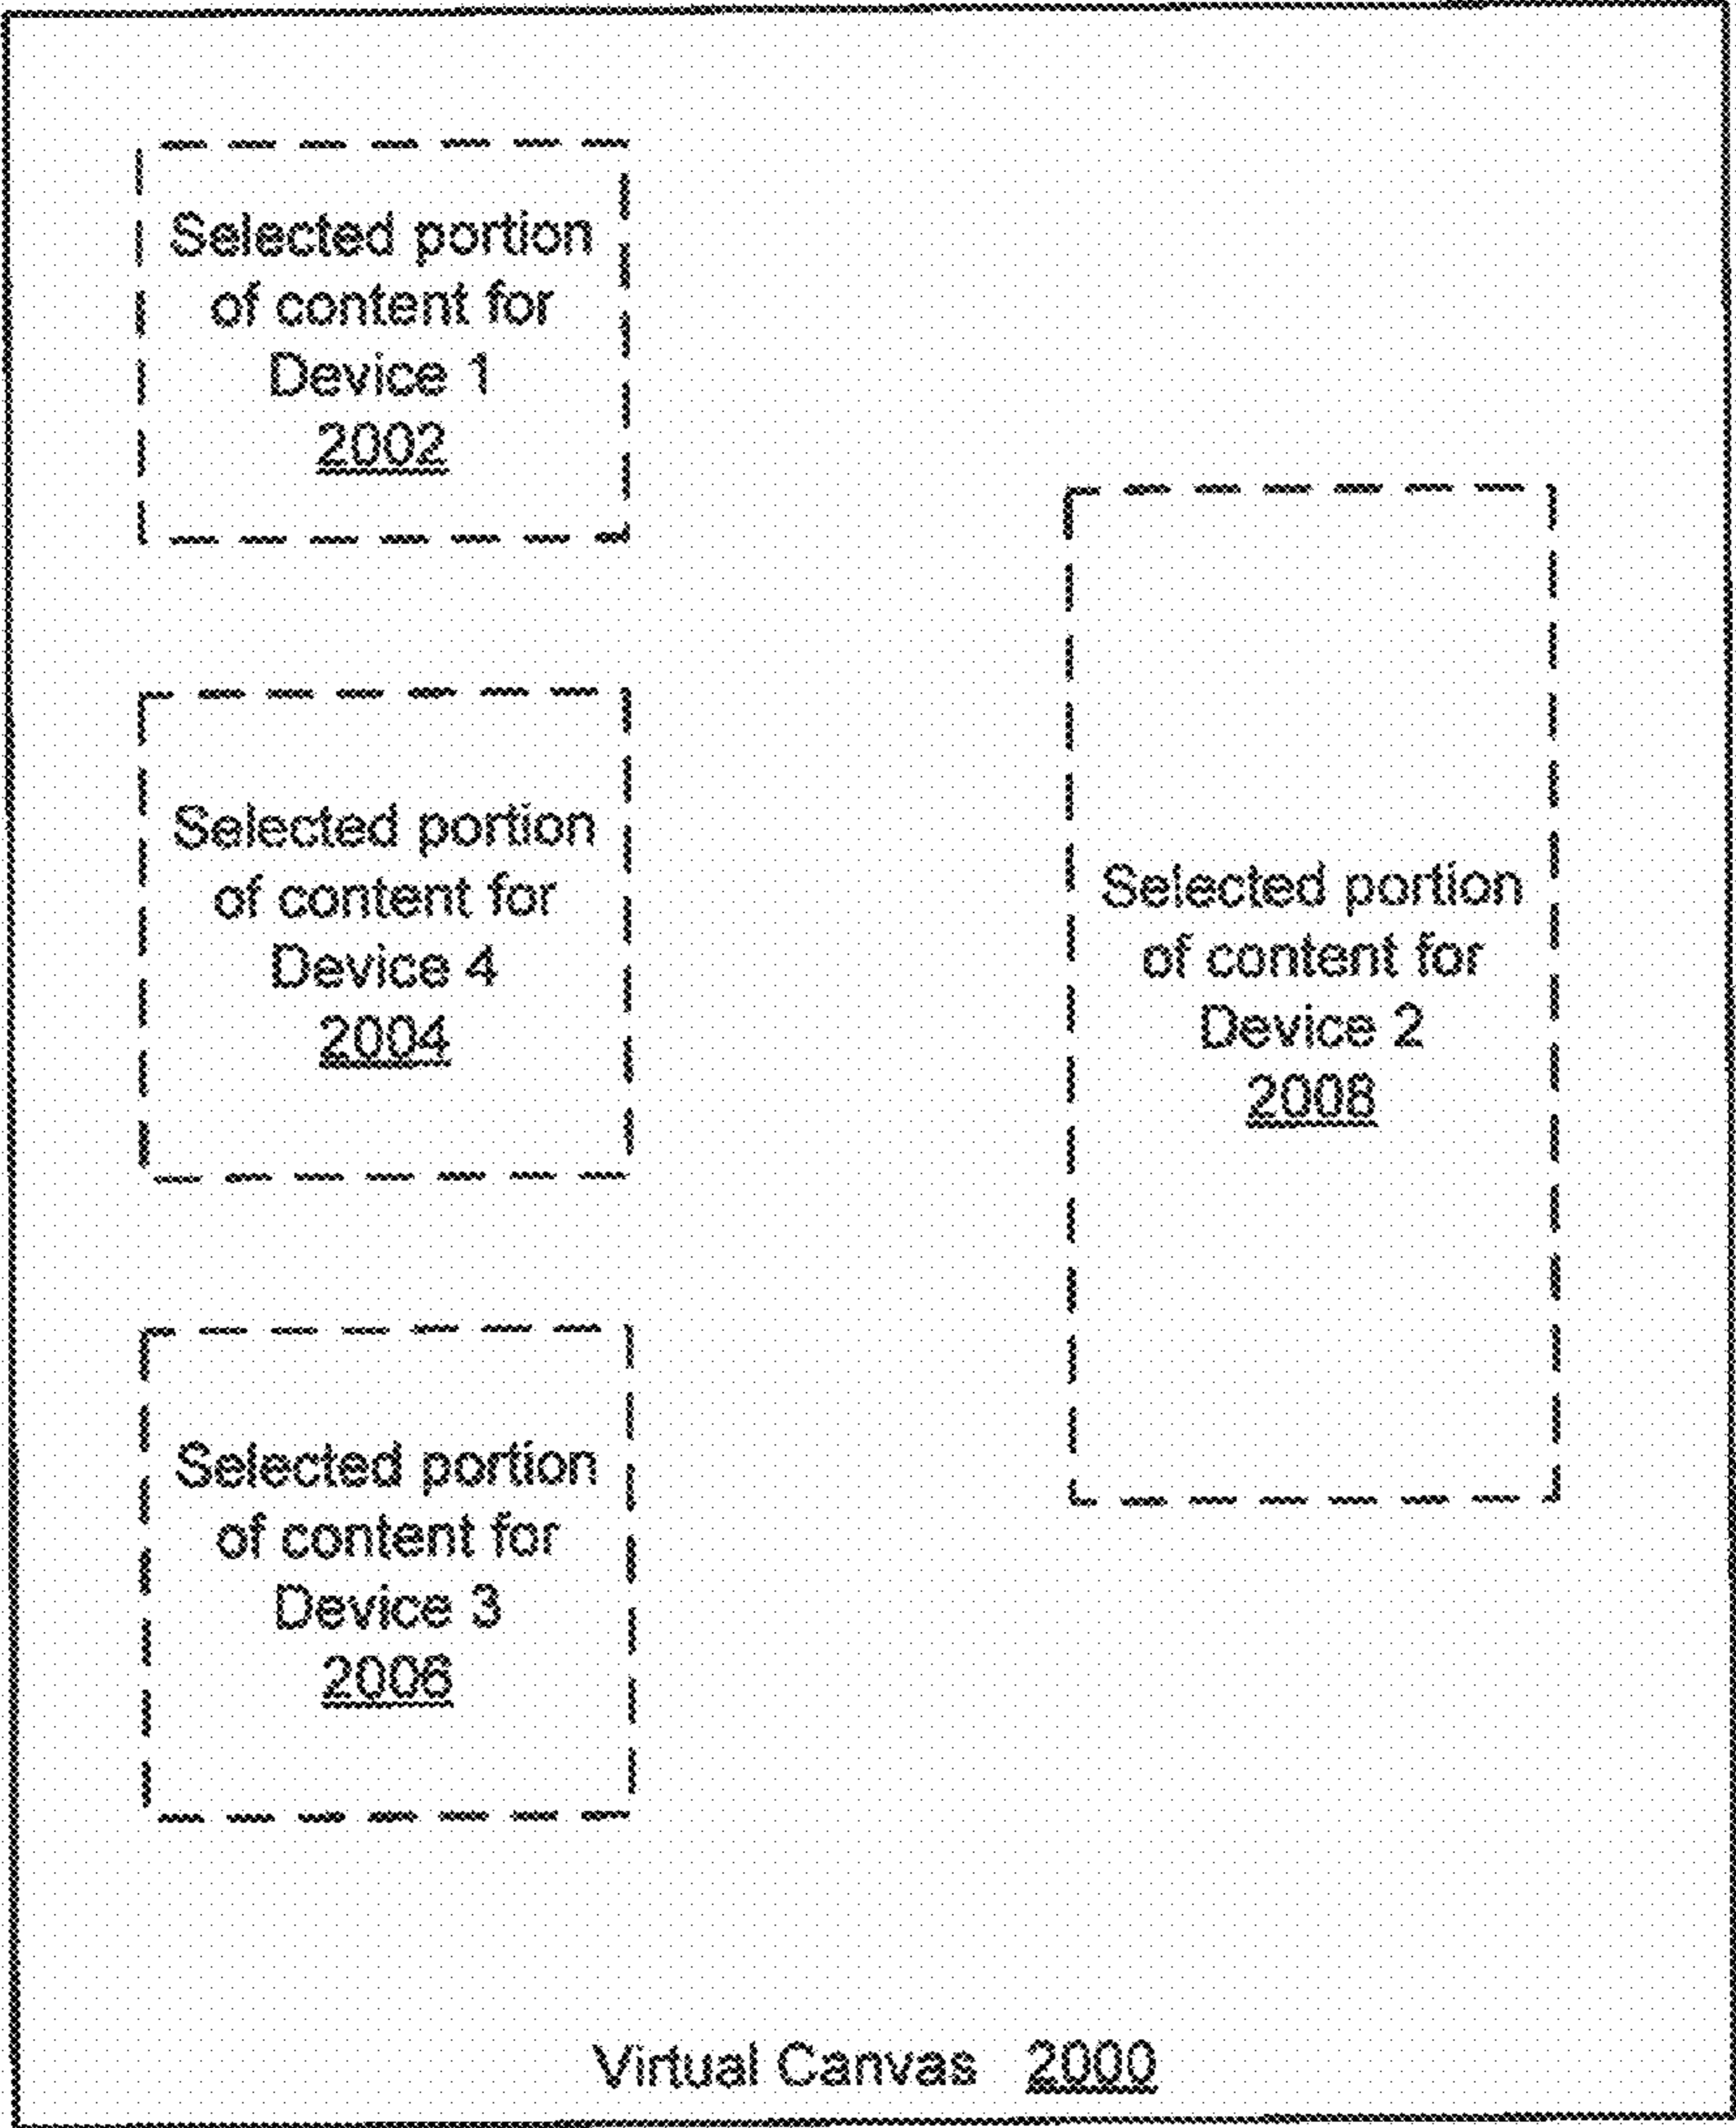 Selected portion
of content for
Device 1
2002
Selected portion
of content for
Device 4
2004
Selected portion
of content for
Device 3
2006
Selected portion
of content for
Device 2
2008
Virtual Canvas 2000